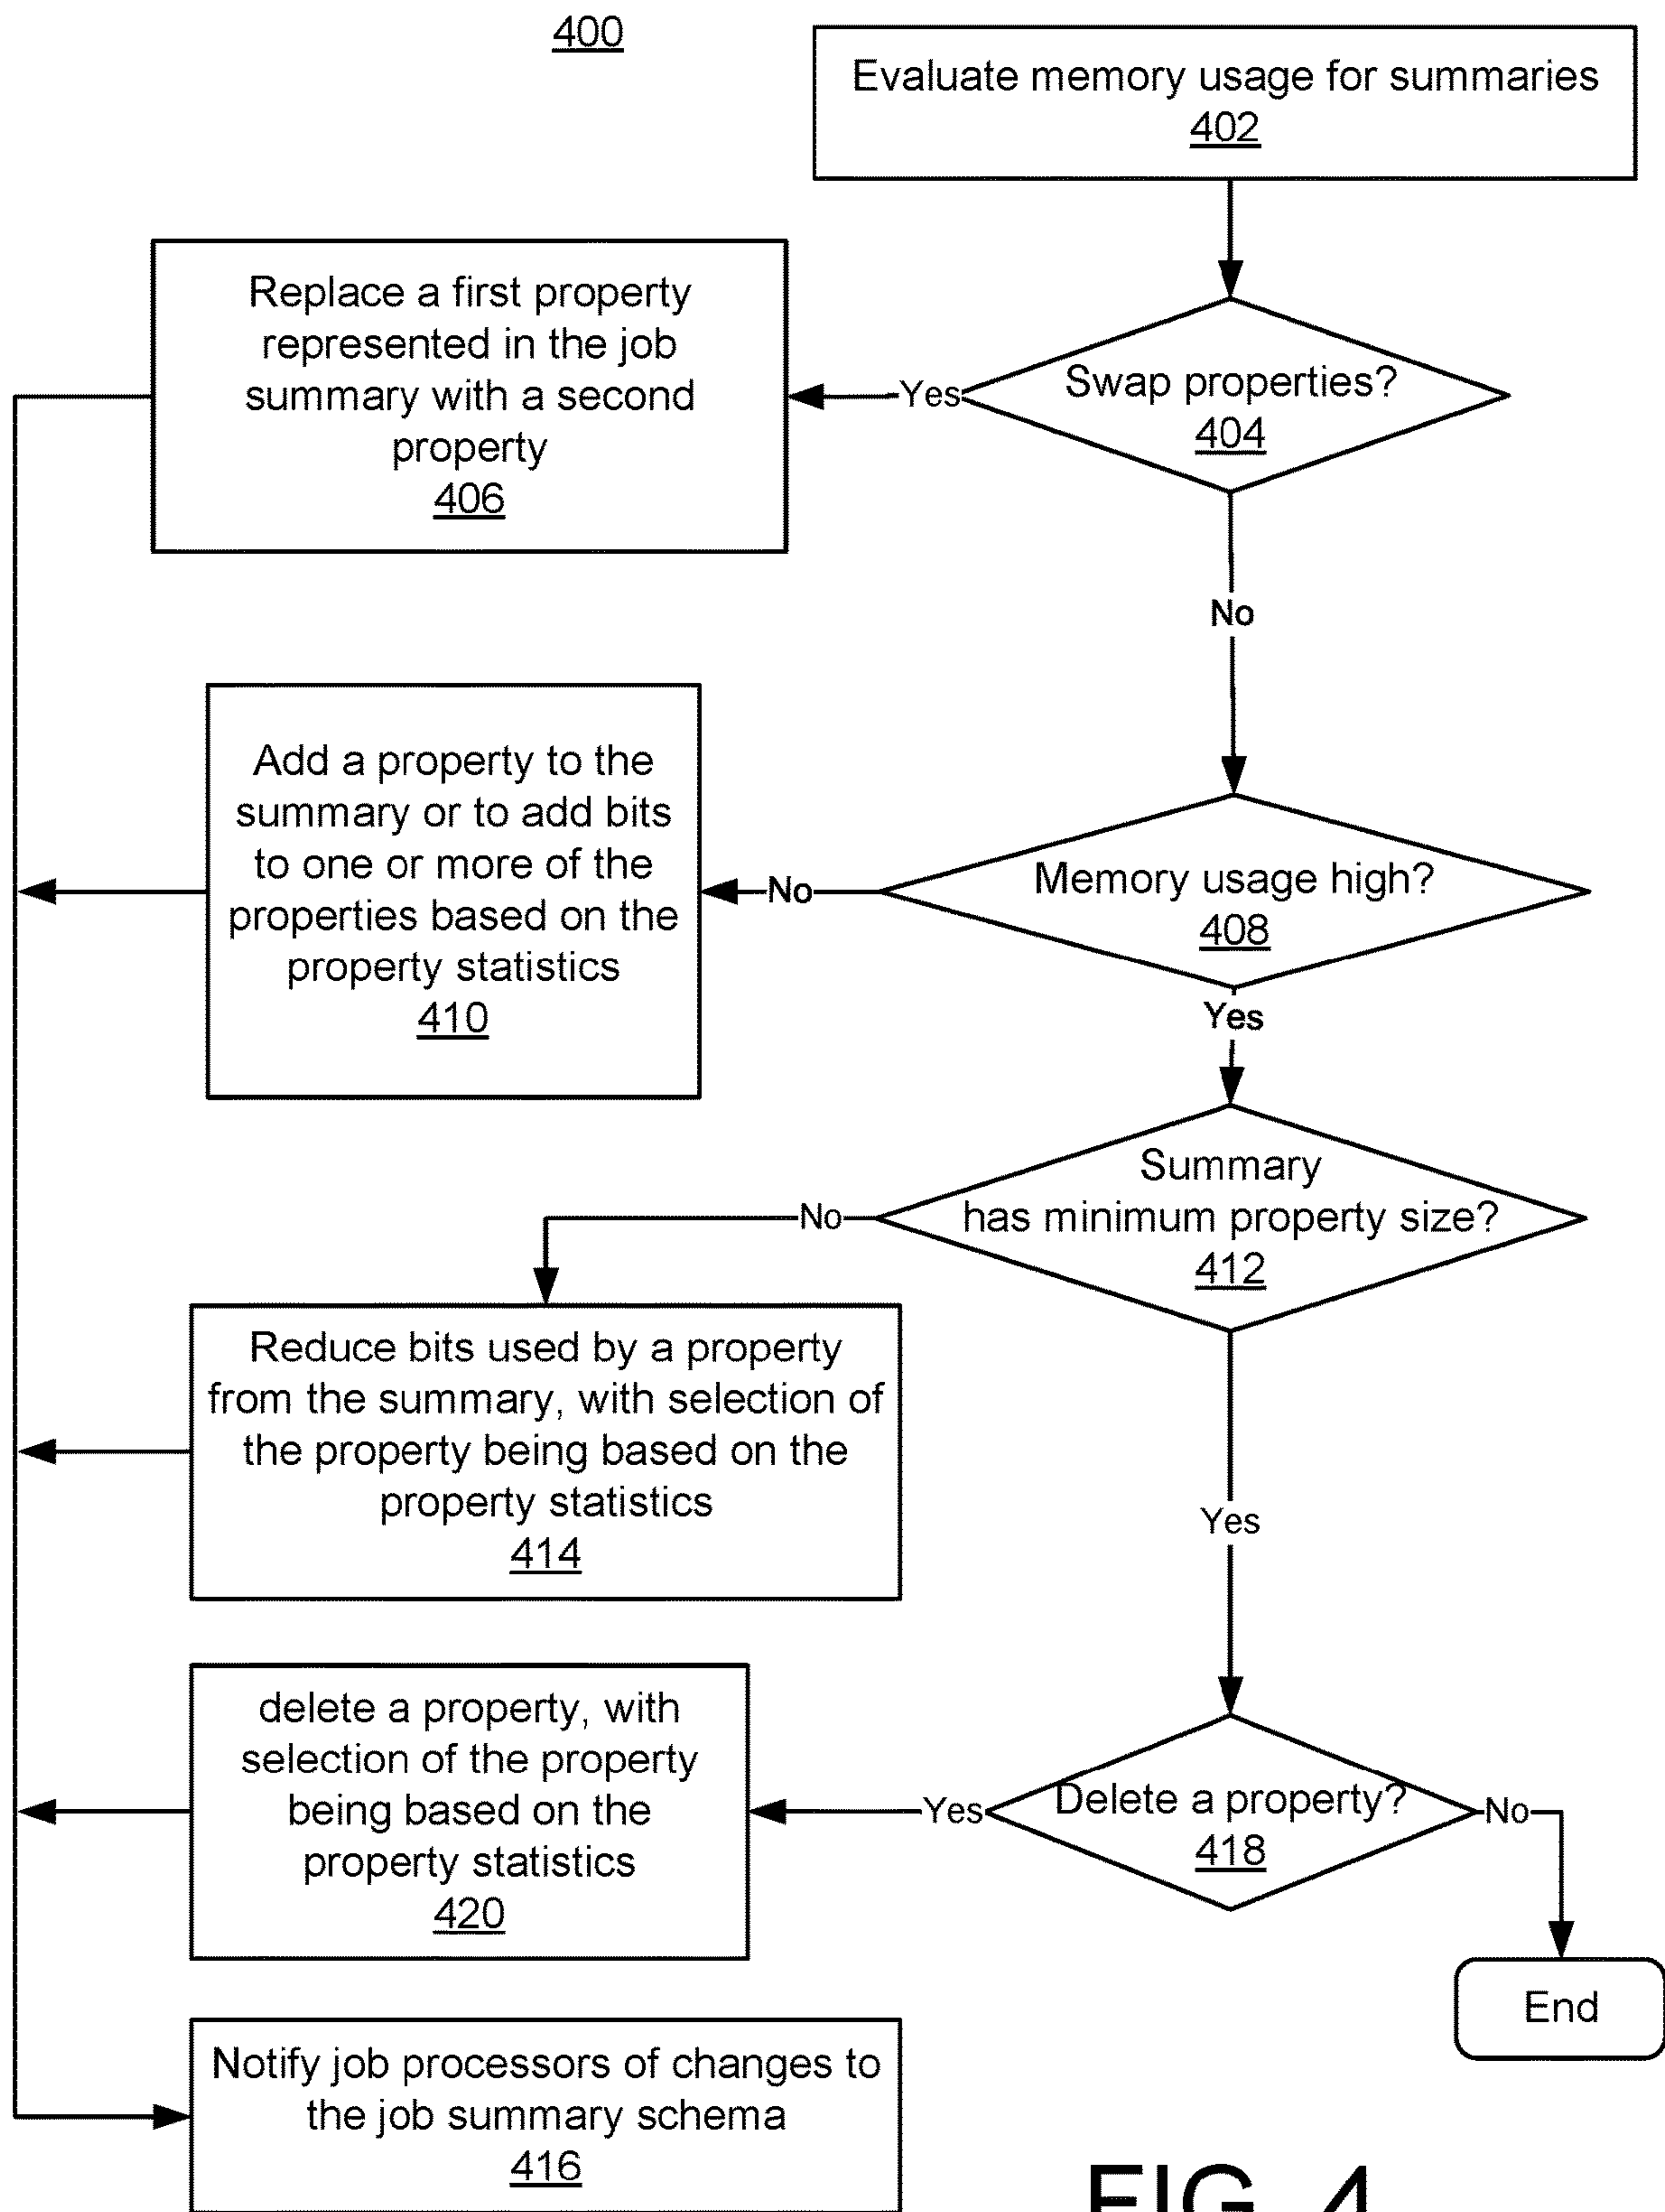 400
Evaluate memory usage for summaries
402
Replace a first property
represented in the job
summary with a second
property
406
Yes
Swap properties?
404
No
Add a property to the
summary or to add bits
to one or more of the
properties based on the
property statistics
410
No
Memory usage high?
408
Yes
Summary
has minimum property size?
412
No
Reduce bits used by a property
from the summary, with selection of
the property being based on the
property statistics
414
Yes
delete a property, with
selection of the property
being based on the
property statistics
420
Yes
Delete a property?
418
No
End
Notify job processors of changes to
the job summary schema
416
FIG. 4